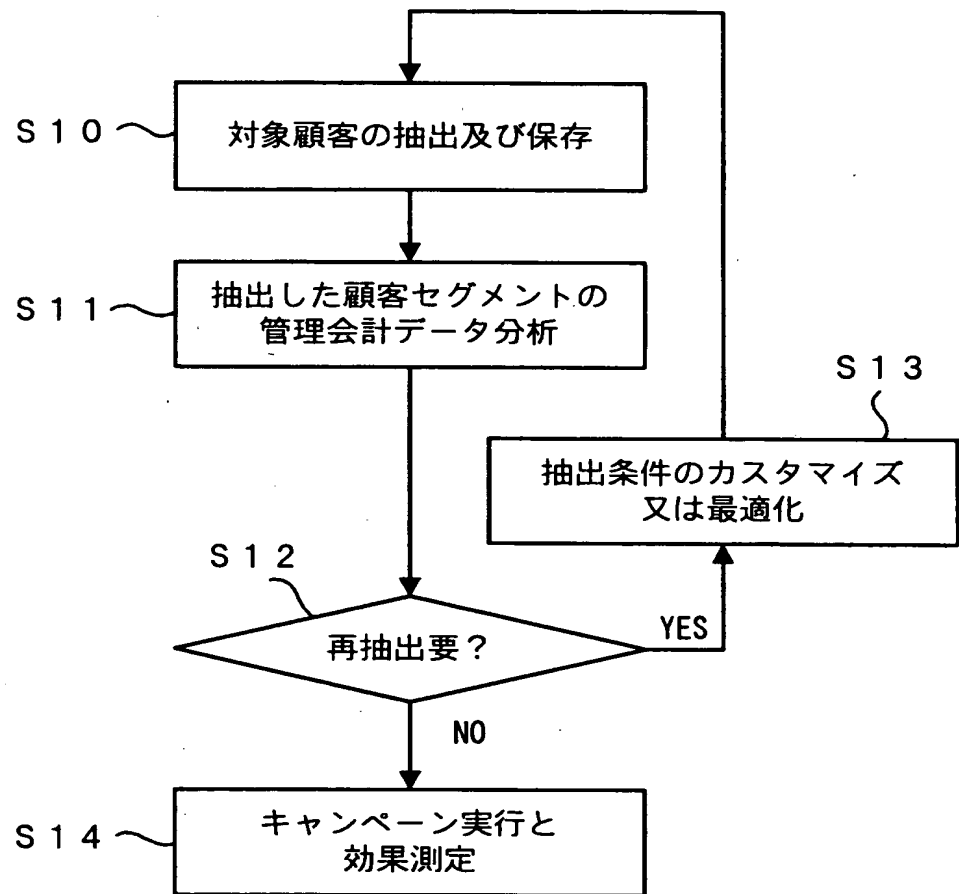 S10
対象顧客の抽出及び保存
S11
抽出した顧客セグメントの
管理会計データ分析
S13
抽出条件のカスタマイズ
又は最適化
S12
再抽出要?
YES
NO
S14
キャンペーン実行と
効果測定